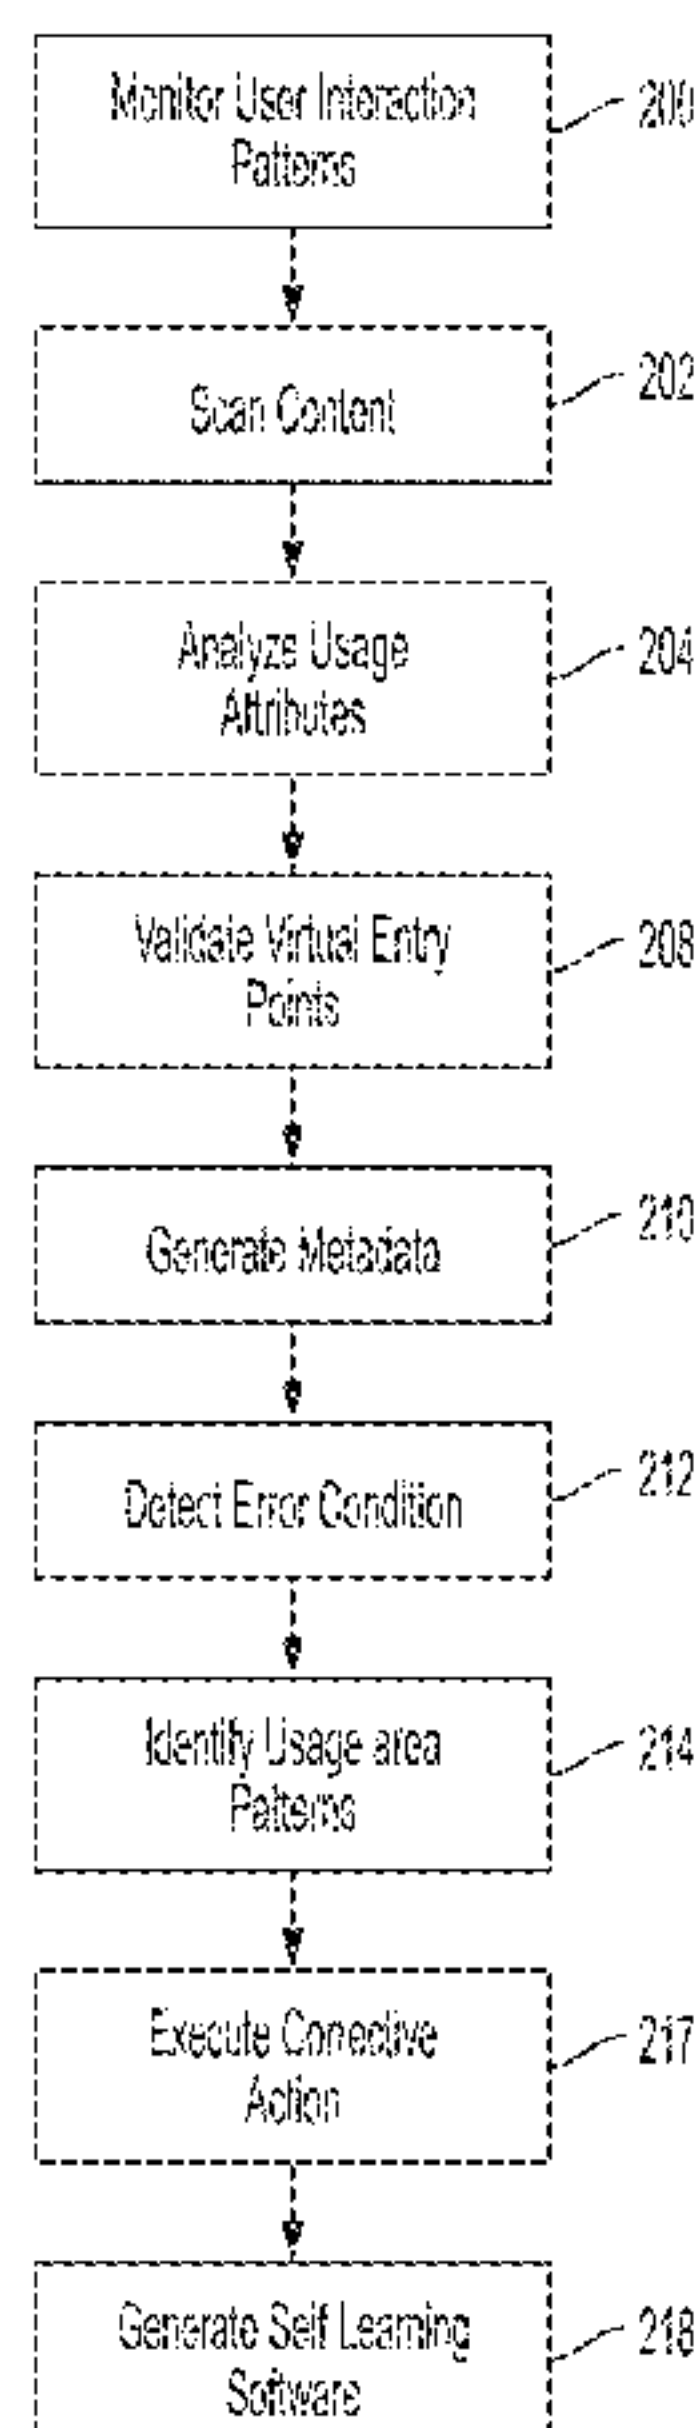 Monitor User Interaction
Patterns
200
Scan Content
202
Analyze Usage
Attributes
204
Validate Virtual Entry
Points
208
Generate Metadata
210
Detect Error Condition
212
Identify Usage area
Patterns
214
Execute Corrective
Action
217
Generate Self Learning
Software
218